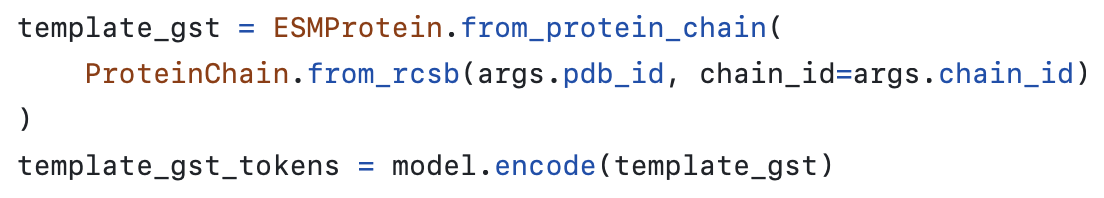 template_gst = ESMProtein.from_protein_chain(
    ProteinChain.from_rcsb(args.pdb_id, chain_id=args.chain_id)
)
template_gst_tokens = model.encode(template_gst)